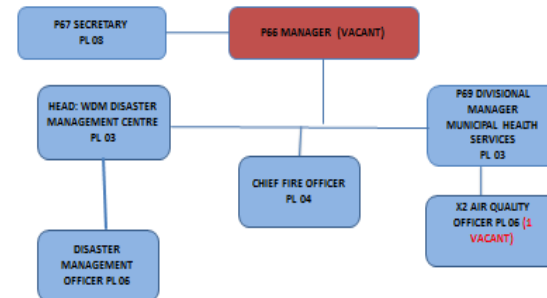 P67 SECRETARY
PL 08
P66 MANAGER (VACANT)
HEAD: WDM DISASTER
MANAGEMENT CENTRE
PL 03
P69 DIVISIONAL
MANAGER
MUNICIPAL HEALTH
SERVICES
PL 03
CHIEF FIRE OFFICER
PL 04
X2 AIR QUALITY
OFFICER PL 06 (1
VACANT)
DISASTER
MANAGEMENT
OFFICER PL 06